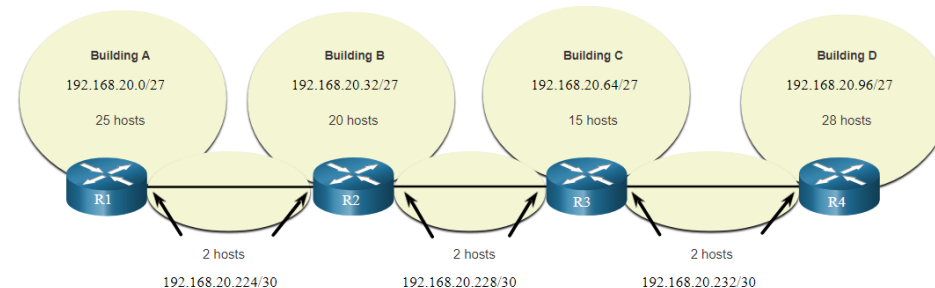 Building A
192.168.20.0/27
25 hosts
Building B
192.168.20.32/27
20 hosts
Building C
192.168.20.64/27
15 hosts
Building D
192.168.20.96/27
28 hosts
R1
R2
R3
R4
2 hosts
192.168.20.224/30
2 hosts
192.168.20.228/30
2 hosts
192.168.20.232/30